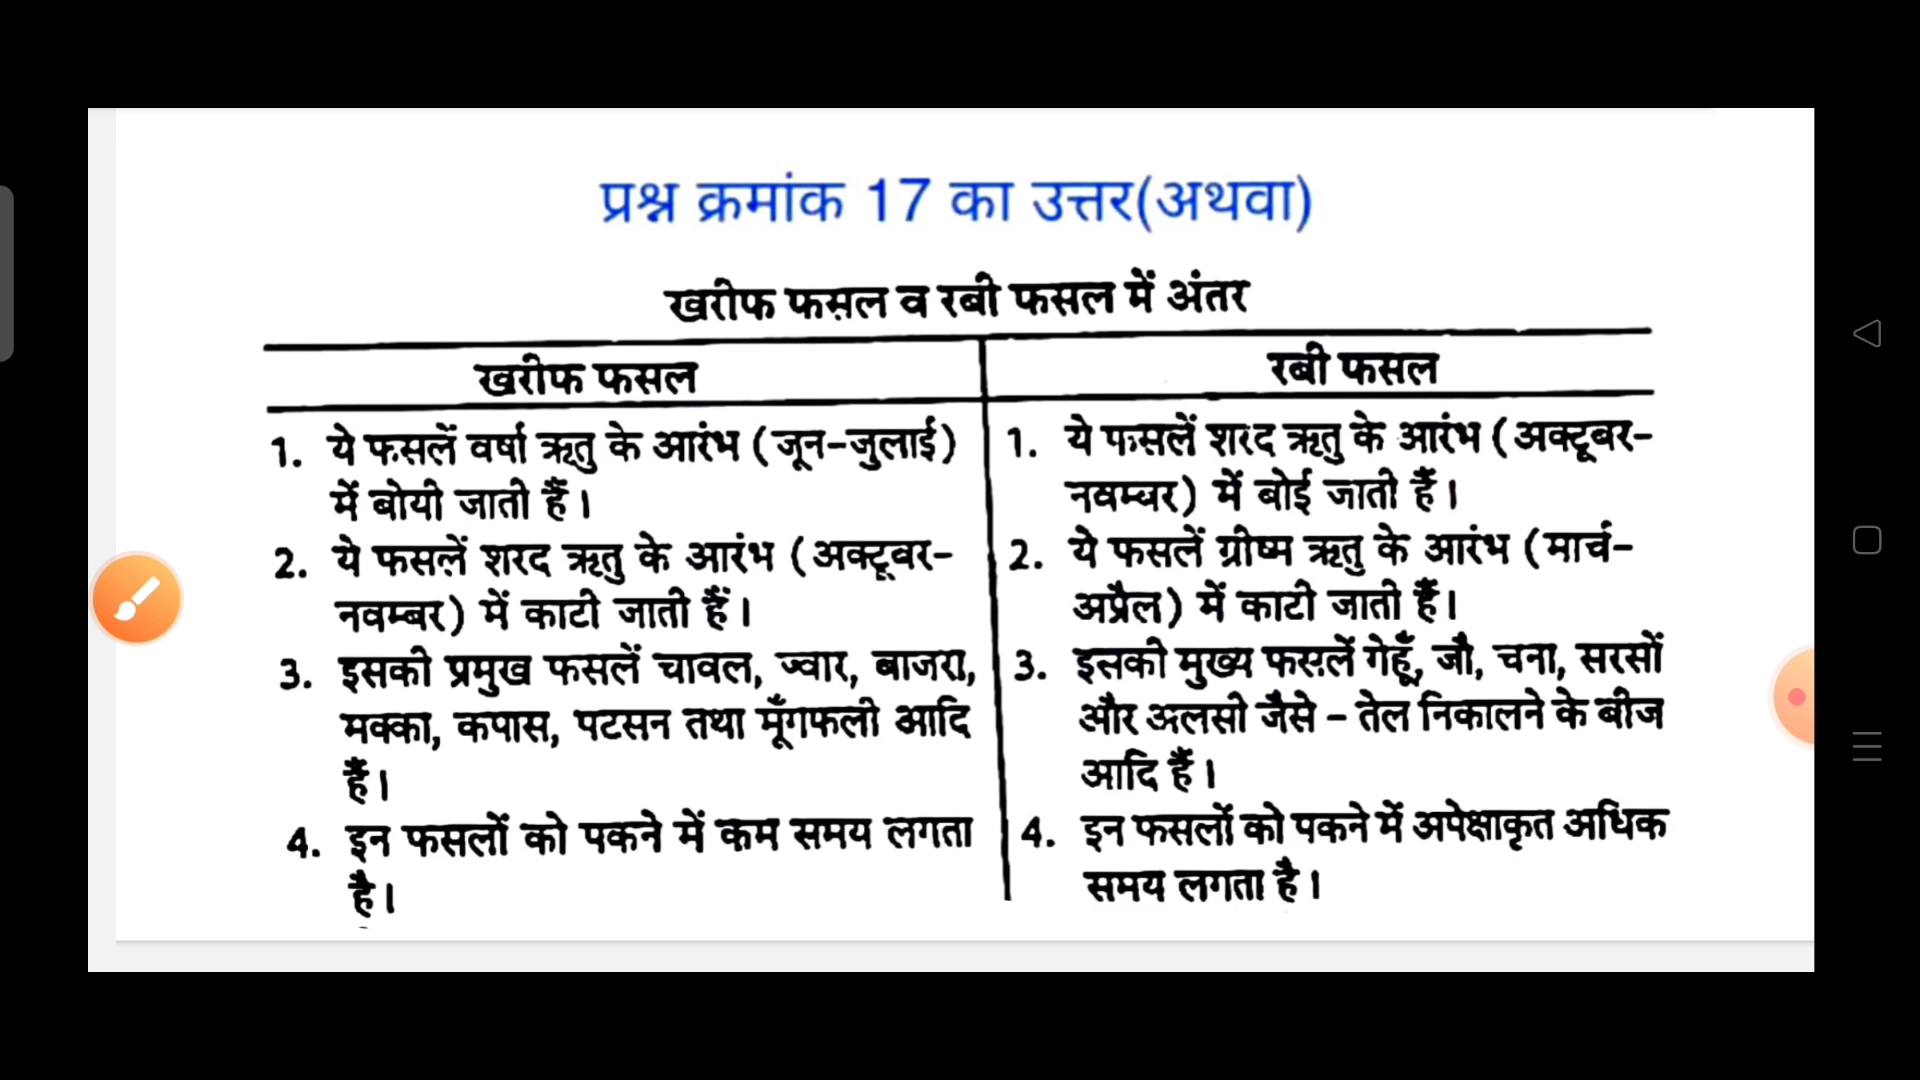 प्रश्न क्रमांक 17 का उत्तर(अथवा)
खरीफ फसल व रबी फसल में अंतर
खरीफ फसल
1. ये फसलें वर्षा ऋतु के आरंभ (जून-जुलाई)
में बोयी जाती हैं।
2. ये फसलें शरद ऋतु के आरंभ (अक्टूबर-
नवम्बर) में काटी जाती हैं।
3. इसकी प्रमुख फसलें चावल, ज्वार, बाजरा,
मक्का, कपास, पटसन तथा मूँगफली आदि
हैं।
4. इन फसलों को पकने में कम समय लगता
है।
रबी फसल
1. ये फसलें शरद ऋतु के आरंभ (अक्टूबर-
नवम्बर) में बोई जाती हैं।
2. ये फसलें ग्रीष्म ऋतु के आरंभ (मार्च-
अप्रैल) में काटी जाती हैं।
3. इसकी मुख्य फसलें गेहूँ, जौ, चना, सरसों
और अलसी जैसे - तेल निकालने के बीज
आदि हैं।
4. इन फसलों को पकने में अपेक्षाकृत अधिक
समय लगता है।